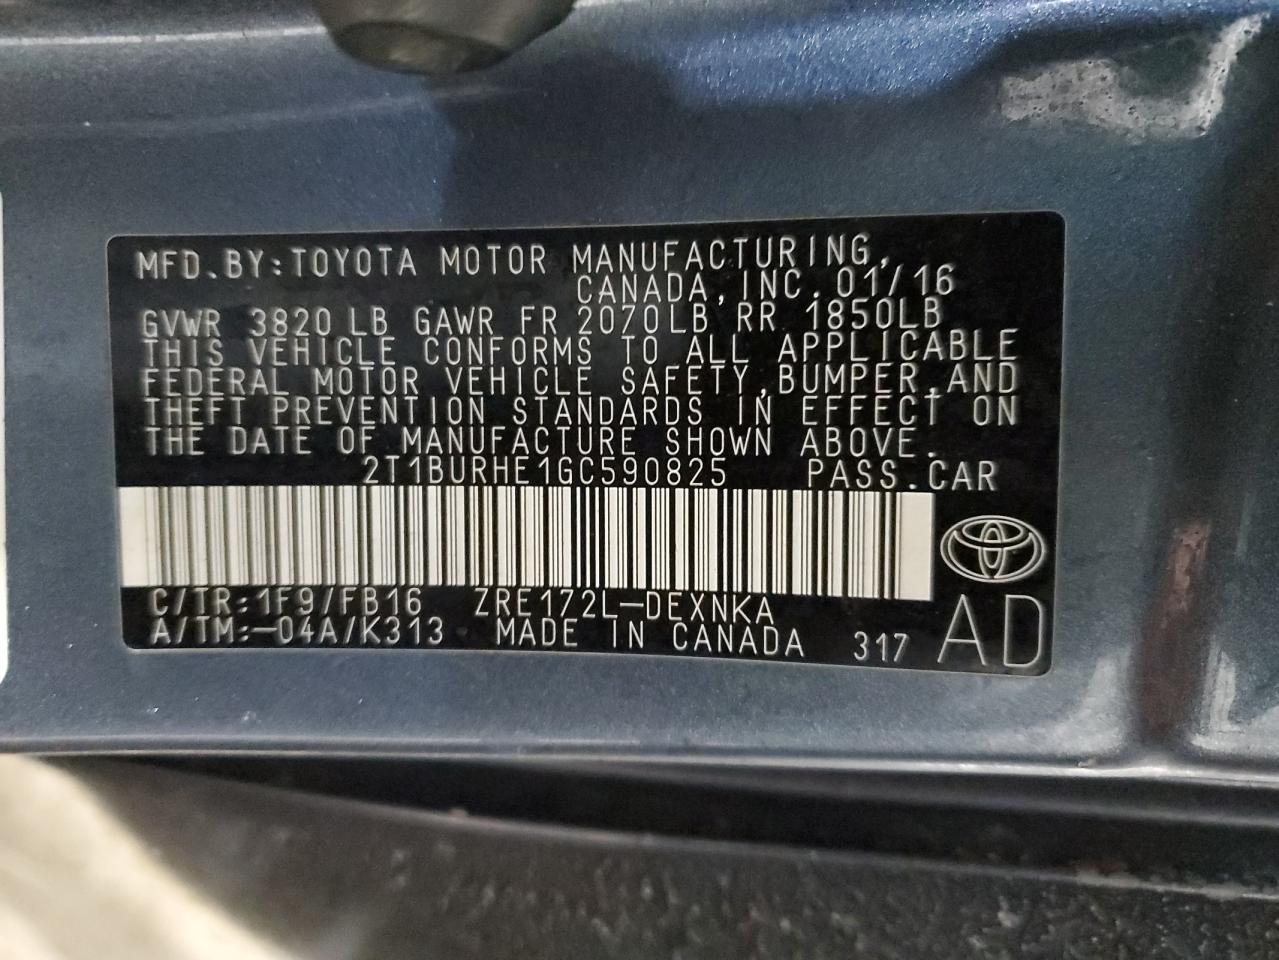 MFD.BY:TOYOTA MOTOR MANUFACTURING,
CANADA,INC.01/16
GVWR 3820 LB GAWR FR 2070LB RR 1850LB
THIS VEHICLE CONFORMS TO ALL APPLICABLE
FEDERAL MOTOR VEHICLE SAFETY,BUMPER,AND
THEFT PREVENTION STANDARDS IN EFFECT ON
THE DATE OF MANUFACTURE SHOWN ABOVE.
2T1BURHE1GC590825 PASS.CAR
C/TR:1F9/FB16 ZRE172L-DEXNKA
A/TM:-04A/K313 MADE IN CANADA 317 AD